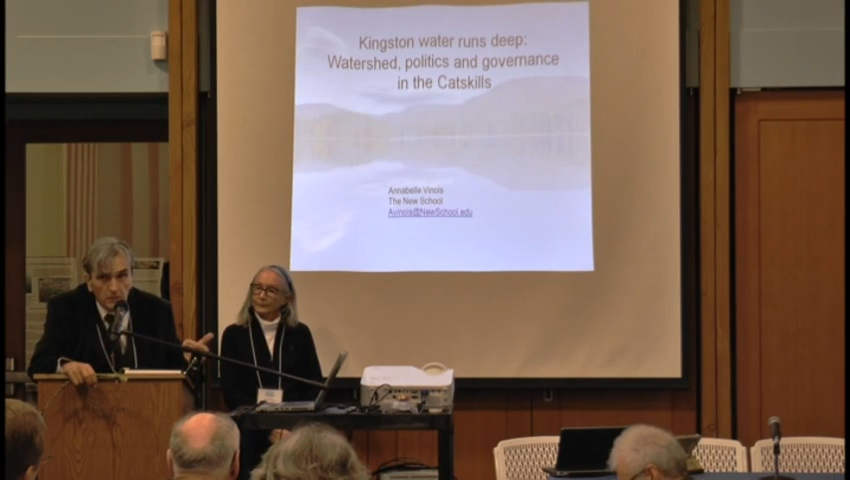 Kingston water runs deep:
Watershed, politics and governance
in the Catskills
Annabelle Vinois
The New School
Avinois@NewSchool.edu